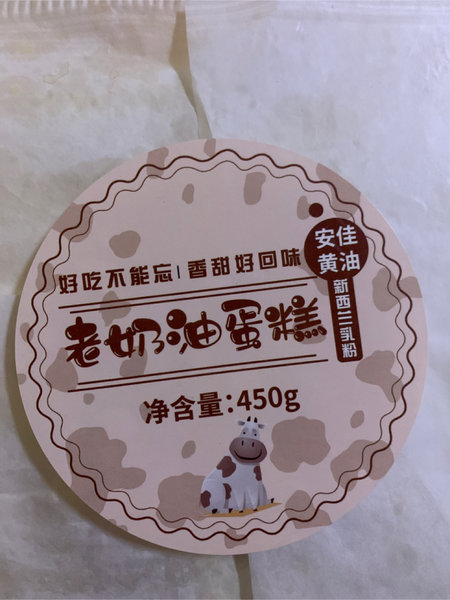 安佳
黄油
新西兰乳粉
好吃不能忘|香甜好回味
老奶油蛋糕
净含量:450g